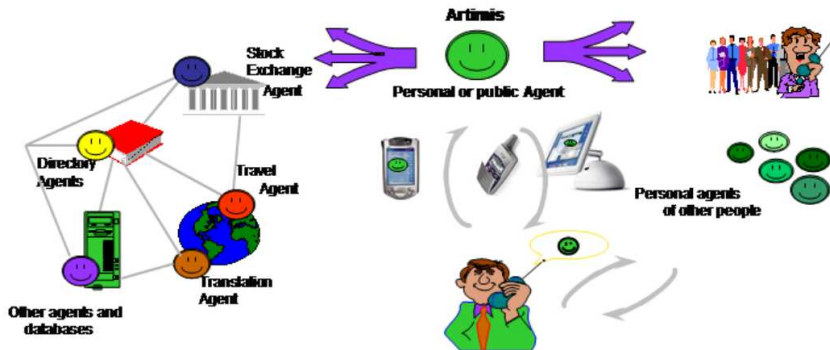 Artimis
Personal or public Agent
Stock
Exchange
Agent
Directory
Agents
Travel
Agent
Translation
Agent
Other agents and
databases
Personal agents
of other people